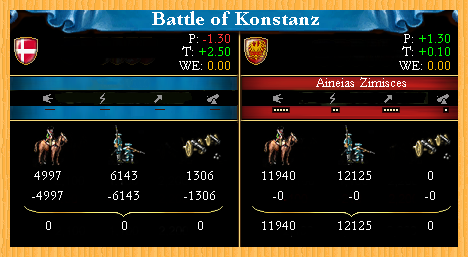 Battle of Konstanz
P: -1.30
T: +2.50
WE: 0.00
P: +1.30
T: +0.10
WE: 0.00
Aineias Zimisces
4997 6143 1306
-4997 -6143 -1306
0 0 0
11940 12125 0
-0 -0 -0
11940 12125 0